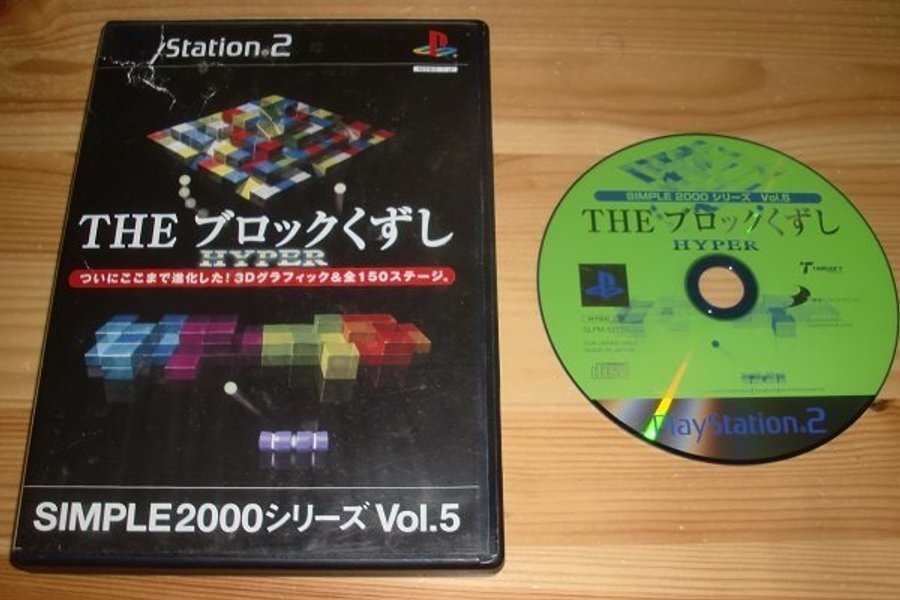 Station.2
THE ブロックくずし
HYPER
ついにここまで進化した!3Dグラフィック&全150ステージ。
SIMPLE2000シリーズ Vol.5
SIMPLE 2000 シリーズ Vol.5
THE ブロックくずし
HYPER
PlayStation.2